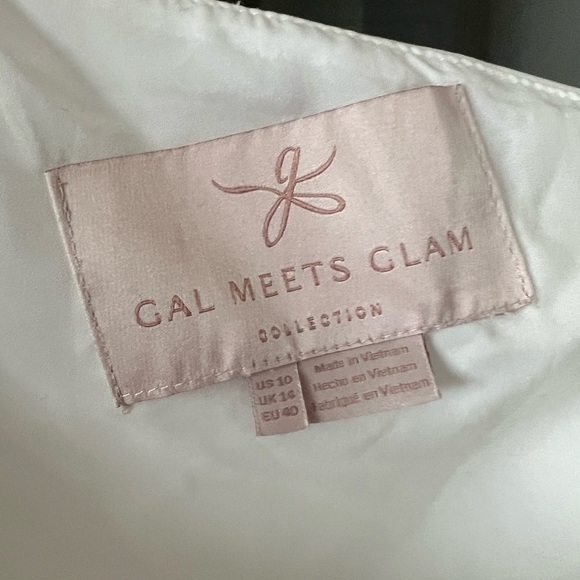 g
GAL MEETS GLAM
COLLECTION
US 10
UK 14
EU 40
Made in Vietnam
Hecho en Vietnam
Fabriqué en Vietnam